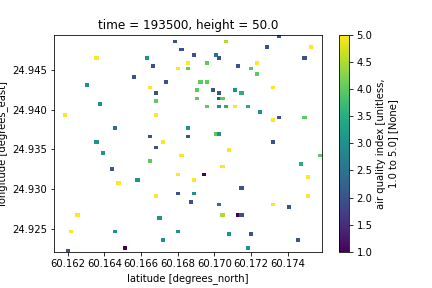 time = 193500, height = 50.0
24.945
24.940
24.935
24.930
24.925
60.162 60.164 60.166 60.168 60.170 60.172 60.174
latitude [degrees_north]
longitude [degrees_east]
5.0
4.5
4.0
3.5
3.0
2.5
2.0
1.5
1.0
air quality index [unitless,
1.0 to 5.0] [None]